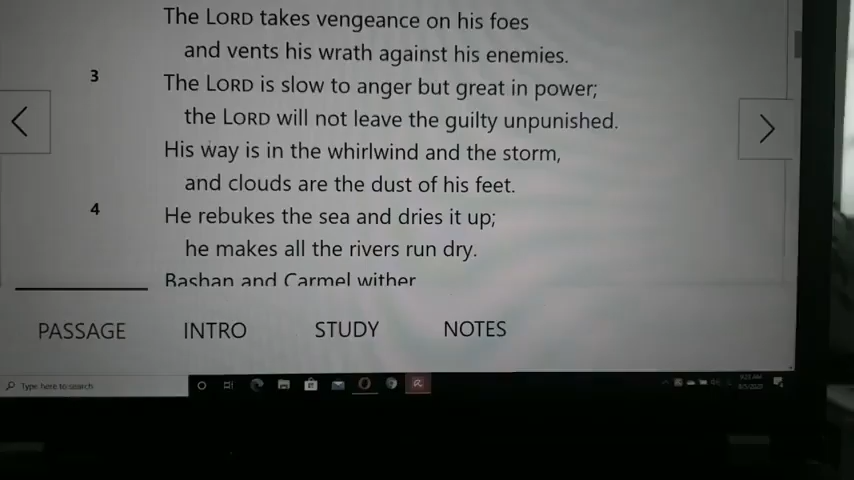 The LORD takes vengeance on his foes
and vents his wrath against his enemies.
3 The LORD is slow to anger but great in power;
the LORD will not leave the guilty unpunished.
His way is in the whirlwind and the storm,
and clouds are the dust of his feet.
4 He rebukes the sea and dries it up;
he makes all the rivers run dry.
Bashan and Carmel wither
PASSAGE INTRO STUDY NOTES
Type here to search